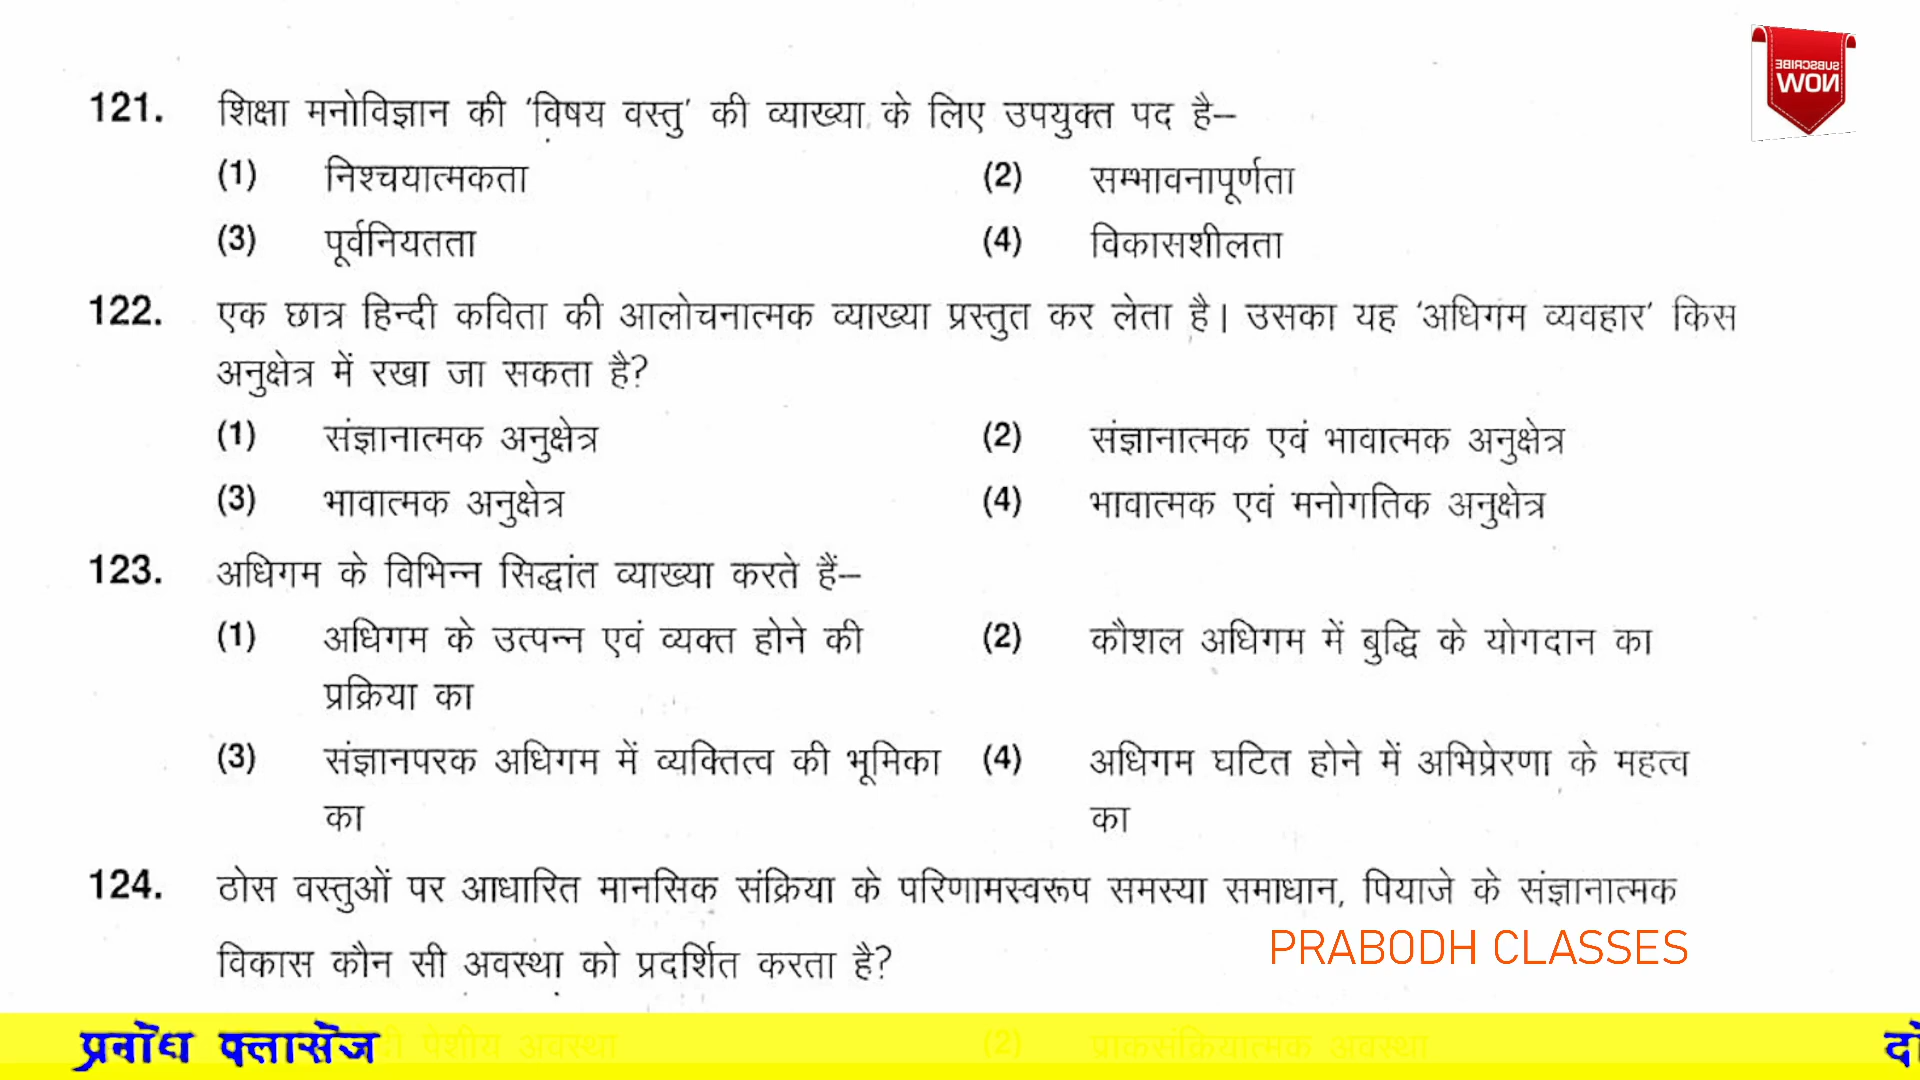 SUBSCRIBE
NOW
121. शिक्षा मनोविज्ञान की 'विषय वस्तु' की व्याख्या के लिए उपयुक्त पद है–
(1) निश्चयात्मकता (2) सम्भावनापूर्णता
(3) पूर्वनियतता (4) विकासशीलता
122. एक छात्र हिन्दी कविता की आलोचनात्मक व्याख्या प्रस्तुत कर लेता है। उसका यह 'अधिगम व्यवहार' किस
अनुक्षेत्र में रखा जा सकता है?
(1) संज्ञानात्मक अनुक्षेत्र (2) संज्ञानात्मक एवं भावात्मक अनुक्षेत्र
(3) भावात्मक अनुक्षेत्र (4) भावात्मक एवं मनोगतिक अनुक्षेत्र
123. अधिगम के विभिन्न सिद्धांत व्याख्या करते हैं–
(1) अधिगम के उत्पन्न एवं व्यक्त होने की (2) कौशल अधिगम में बुद्धि के योगदान का
प्रक्रिया का
(3) संज्ञानपरक अधिगम में व्यक्तित्व की भूमिका (4) अधिगम घटित होने में अभिप्रेरणा के महत्व
का का
124. ठोस वस्तुओं पर आधारित मानसिक संक्रिया के परिणामस्वरूप समस्या समाधान, पियाजे के संज्ञानात्मक
विकास कौन सी अवस्था को प्रदर्शित करता है?
PRABODH CLASSES
प्रबोध क्लासेज पेशीय अवस्था (2) प्राकसंक्रियात्मक अवस्था